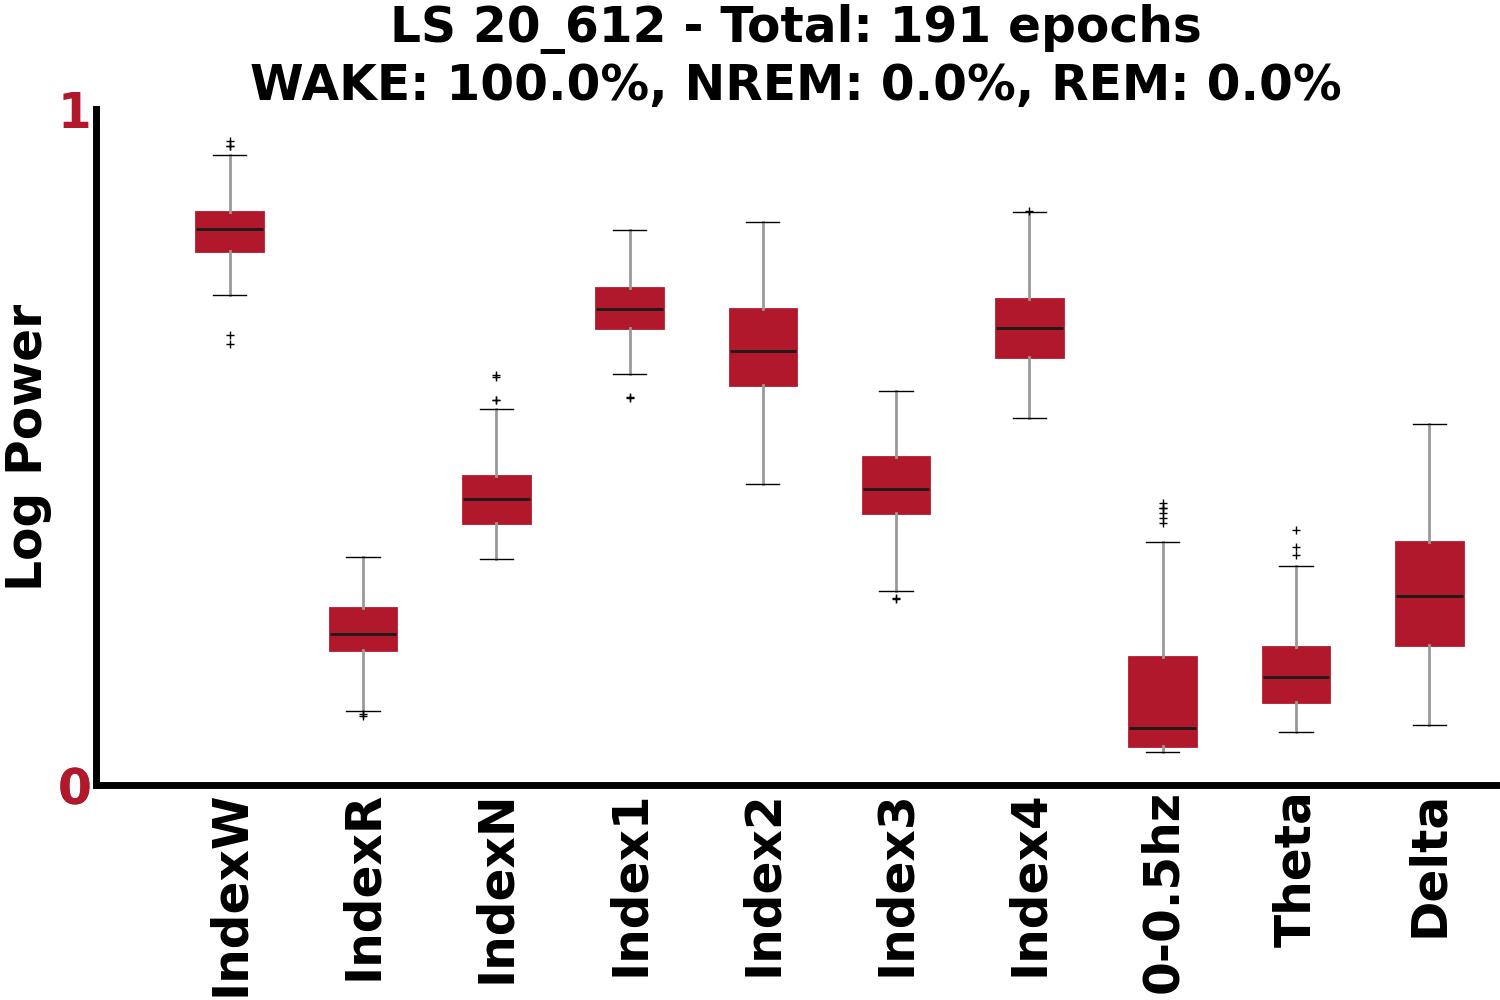 LS 20_612 - Total: 191 epochs
WAKE: 100.0%, NREM: 0.0%, REM: 0.0%
1
Log Power
0
IndexW
IndexR
IndexN
Index1
Index2
Index3
Index4
0-0.5hz
Theta
Delta